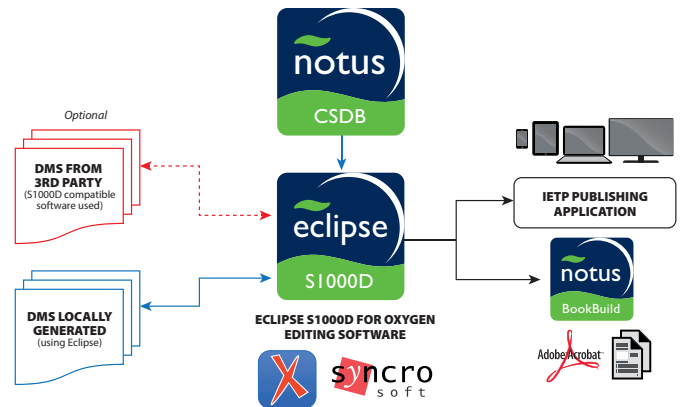 notus
CSDB
Optional
DMS FROM
3RD PARTY
(S1000D compatible
software used)
eclipse
S1000D
IETP PUBLISHING
APPLICATION
notus
BookBuild
DMS LOCALLY
GENERATED
(using Eclipse)
ECLIPSE S1000D FOR OXYGEN
EDITING SOFTWARE
syncro
soft
Adobe Acrobat™